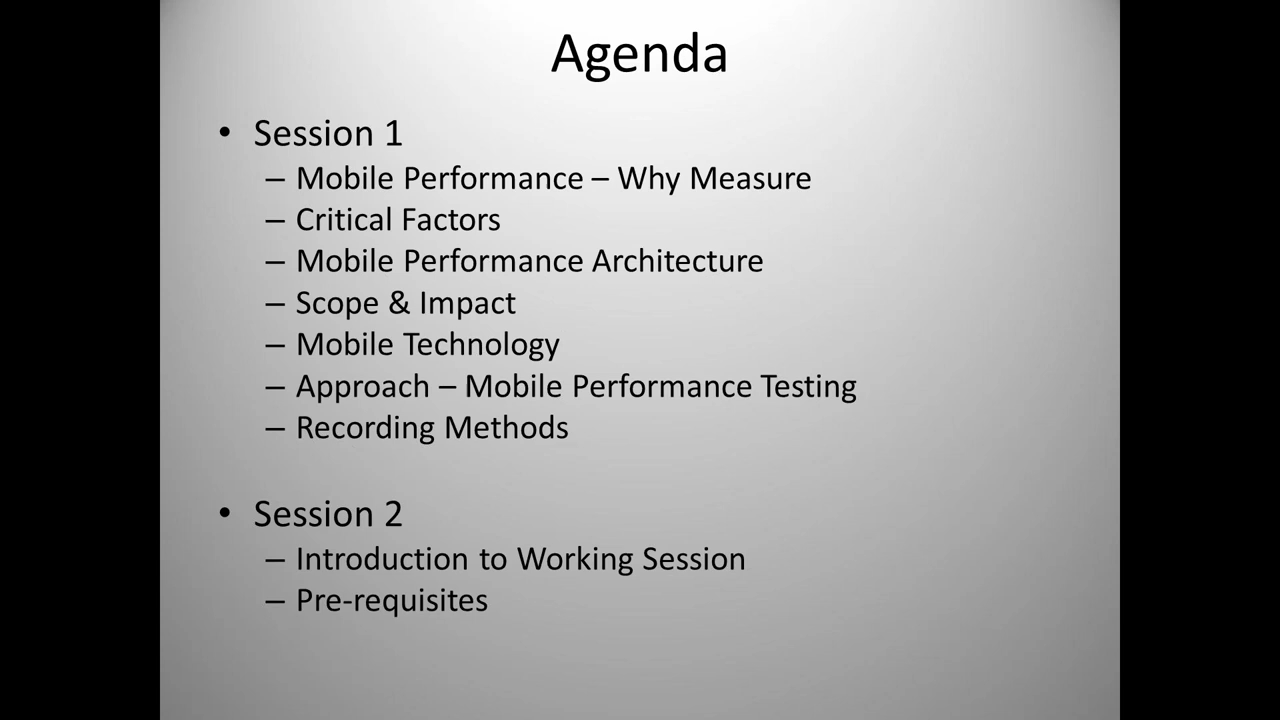 Agenda
• Session 1
– Mobile Performance – Why Measure
– Critical Factors
– Mobile Performance Architecture
– Scope & Impact
– Mobile Technology
– Approach – Mobile Performance Testing
– Recording Methods
• Session 2
– Introduction to Working Session
– Pre-requisites